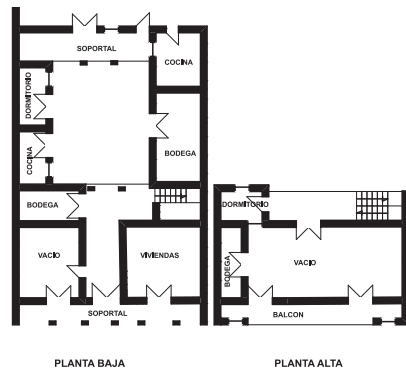 SOPORTAL
COCINA
DORMITORIO
COCINA
BODEGA
BODEGA
VACIO
VIVIENDAS
SOPORTAL
PLANTA BAJA
DORMITORIO
BODEGA
VACIO
BALCON
PLANTA ALTA